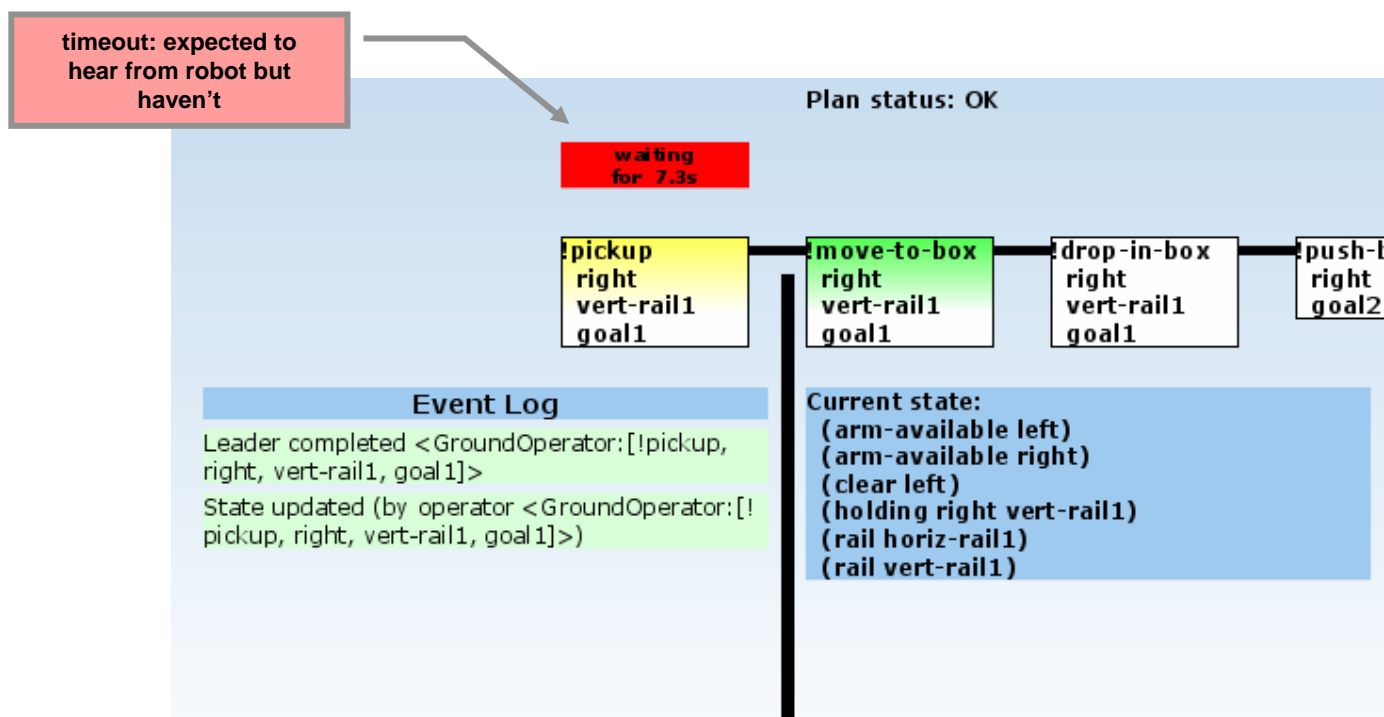 timeout: expected to
hear from robot but
haven't
Plan status: OK
waiting
for 7.3s
!pickup
right
vert-rail1
goal1
!move-to-box
right
vert-rail1
goal1
!drop-in-box
right
vert-rail1
goal1
!push-b
right
goal2
Event Log
Leader completed <GroundOperator:[!pickup,
right, vert-rail1, goal1]>
State updated (by operator <GroundOperator:[!
pickup, right, vert-rail1, goal1]>)
Current state:
(arm-available left)
(arm-available right)
(clear left)
(holding right vert-rail1)
(rail horiz-rail1)
(rail vert-rail1)